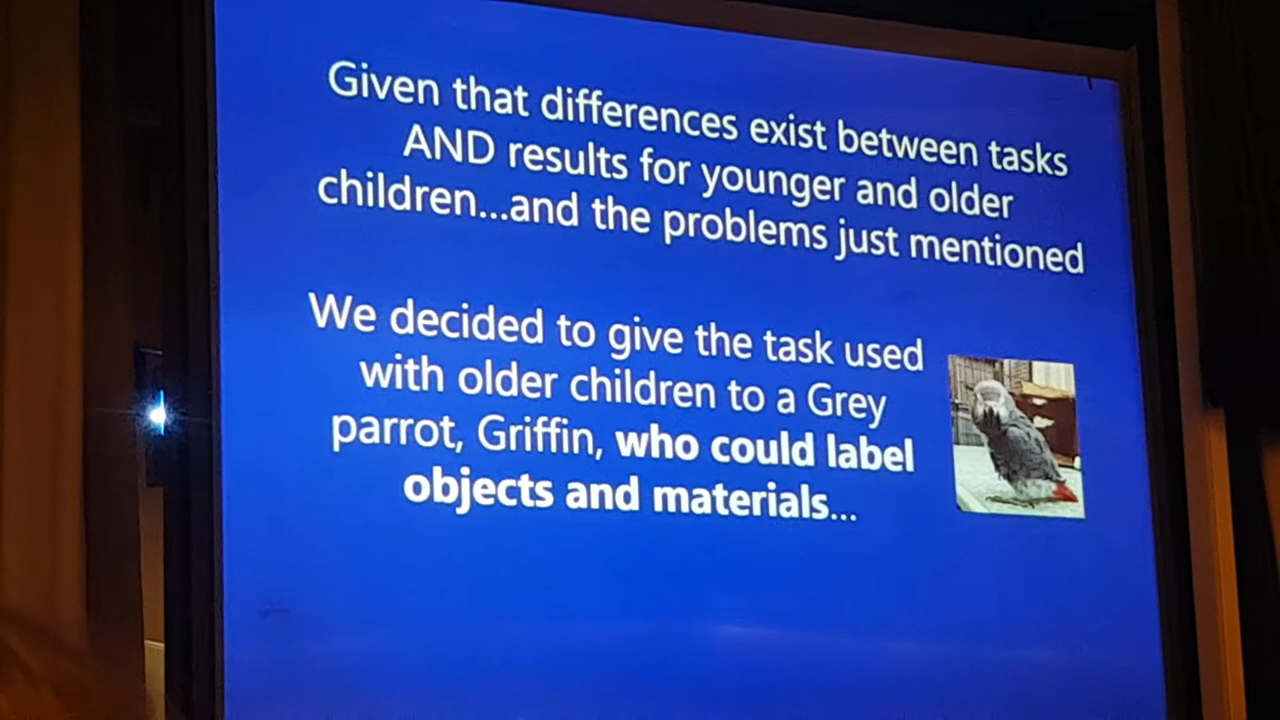 Given that differences exist between tasks
AND results for younger and older
children...and the problems just mentioned
We decided to give the task used
with older children to a Grey
parrot, Griffin, who could label
objects and materials...